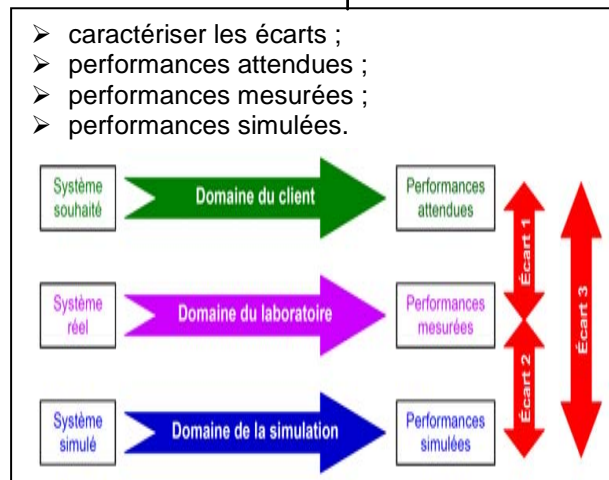 ➢ caractériser les écarts ;
➢ performances attendues ;
➢ performances mesurées ;
➢ performances simulées.
Système
souhaité
Domaine du client
Performances
attendues
Écart 1
Système
réel
Domaine du laboratoire
Performances
mesurées
Écart 3
Écart 2
Système
simulé
Domaine de la simulation
Performances
simulées